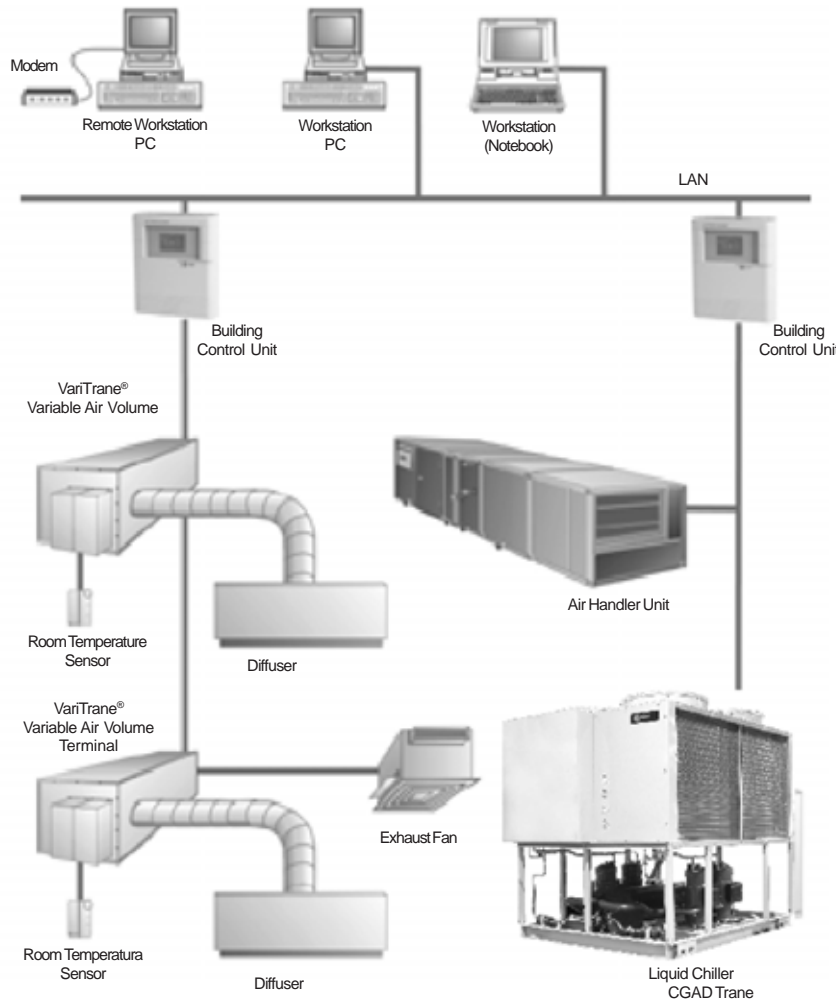 Modem
Remote Workstation
PC
Workstation
PC
Workstation
(Notebook)
LAN
Building
Control Unit
Building
Control Unit
VariTrane®
Variable Air Volume
Room Temperature
Sensor
Diffuser
Air Handler Unit
VariTrane®
Variable Air Volume
Terminal
Exhaust Fan
Room Temperatura
Sensor
Diffuser
Liquid Chiller
CGAD Trane